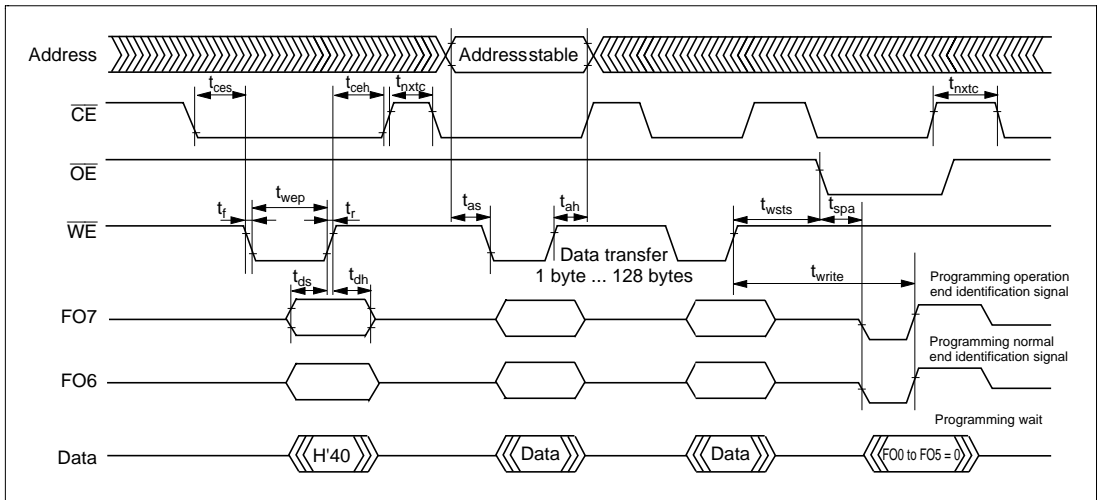 Address
Address stable
tces
tceh
tnxtc
tnxtc
CE
OE
twep
tf
tr
tas
tah
twsts
tspa
WE
Data transfer
1 byte ... 128 bytes
tds
tdh
twrite
Programming operation
end identification signal
FO7
Programming normal
end identification signal
FO6
Programming wait
Data
H'40
Data
Data
FO0 to FO5 = 0